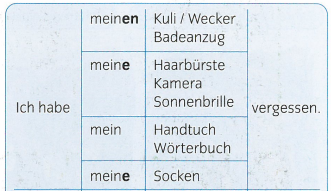 meinen Kuli / Wecker
Badeanzug
meine Haarbürste
Kamera
Ich habe Sonnenbrille vergessen.
mein Handtuch
Wörterbuch
meine Socken